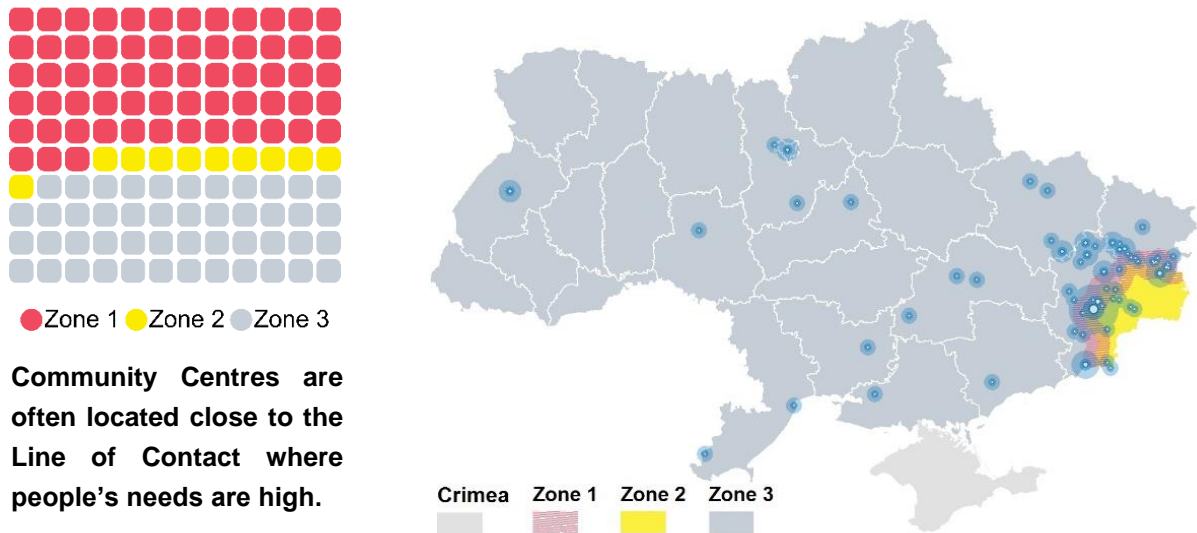 Zone 1 Zone 2 Zone 3
Community Centres are
often located close to the
Line of Contact where
people's needs are high.
Crimea Zone 1 Zone 2 Zone 3